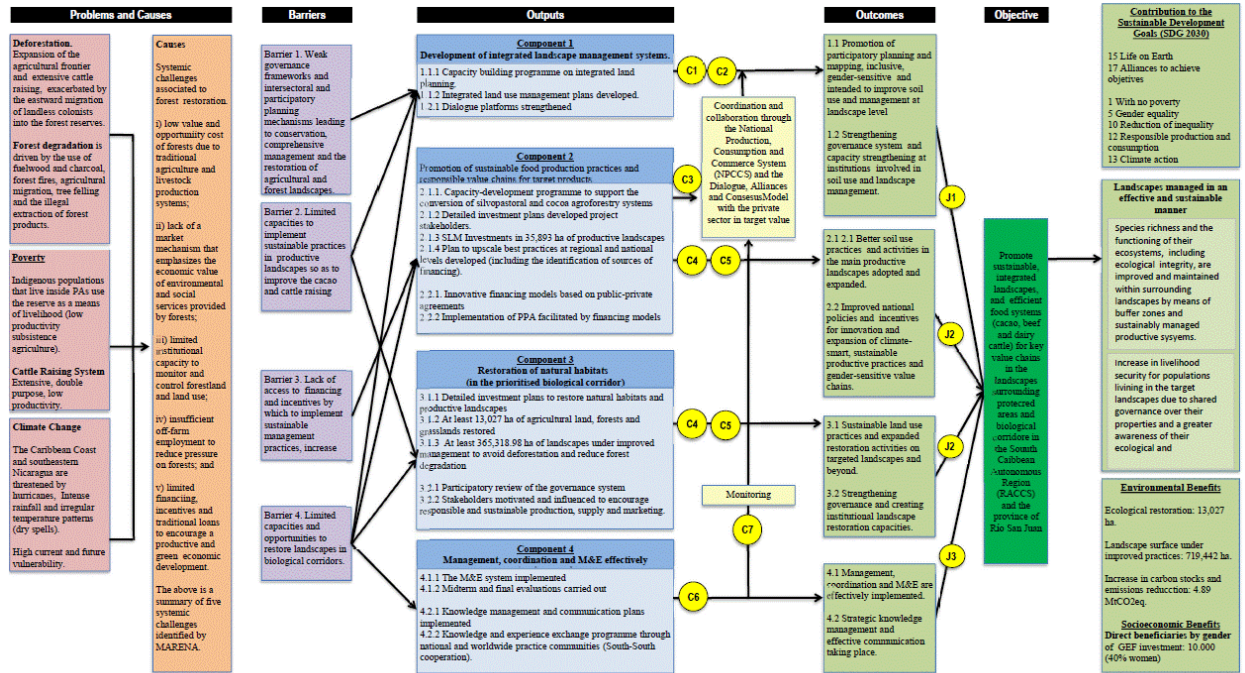 Problems and Causes
Barriers
Outputs
Outcomes
Objective
Deforestation.
Expansion of the
agricultural frontier
and extensive cattle
raising, exacerbated by
the eastward migration
of landless colonists
into the forest reserves.
Forest degradation is
driven by the use of
fuelwood and charcoal,
forest fires, agricultural
migration, tree felling
and the illegal
extraction of forest
products.
Poverty
Indigenous populations
that live inside PAs use
the reserve as a means
of livelihood (low
productivity
subsistence
agriculture).
Cattle Raising System
Extensive, double
purpose, low
productivity.
Climate Change
The Caribbean Coast
and southeastern
Nicaragua are
threatened by
hurricanes, Intense
rainfall and irregular
temperature patterns
(dry spells).
High current and future
vulnerability.
Causes
Systemic
challenges
associated to
forest restoration.
i) low value and
opportuniity cost
of forests due to
traditional
agriculture and
livestock
production
systems;
ii) lack of a
market
mechanism that
emphasizes the
economic value
of environmental
and social
services provided
by forests;
iii) limited
institutional
capacity to
monitor and
control forestland
and land use;
iv) insufficient
off-farm
employment to
reduce pressure
on forests; and
v) limited
financiing,
incentives and
traditional loans
to encourage a
productive and
green economic
development.
The above is a
summary of five
systemic
challenges
identified by
MARENA.
Barrier 1. Weak
governance
frameworks and
intersectoral and
participatory
planning
mechanisms leading
to conservation,
comprehensive
management and the
restoration of
agricultural and
forest landscapes.
Barrier 2. Limited
capacities to
implement
sustainable practices
in productive
landscapes so as to
improve the cacao
and cattle raising
Barrier 3. Lack of
access to financing
and incentives by
which to implement
sustainable
management
practices, increase
Barrier 4. Limited
capacities and
opportunities to
restore landscapes in
biological corridors.
Component 1
Development of integrated landscape management systems.
1.1.1 Capacity building programme on integrated land
planning.
1.1.2 Integrated land use management plans developed.
1.2.1 Dialogue platforms strengthened
Component 2
Promotion of sustainable food production practices and
responsible value chains for target products
2.1.1. Capacity-development programme to support the
conversion of silvopastoral and cocoa agroforestry systems
2.1.2 Detailed investment plans developed project
stakeholders.
2.1.3 SLM Investments in 35,893 ha of productive landscapes
2.1.4 Plan to upscale best practices at regional and national
levels developed (including the identification of sources of
financing).
2.2.1. Innovative financing models based on public-private
agreements
2.2.2 Implementation of PPA facilitated by financing models
Component 3
Restoration of natural habitats
(in the prioritised biological corridor)
3.1.1 Detailed investment plans to restore natural habitats and
productive landscapes
3.1.2 At least 13,027 ha of agricultural land, forests and
grasslands restored
3.1.3 At least 365,318.98 ha of landscapes under improved
management to avoid deforestation and reduce forest
degradation
3.2.1 Participatory review of the governance system
3.2.2 Stakeholders motivated and influenced to encourage
responsible and sustainable production, supply and marketing.
Component 4
Management, coordination and M&E effectively
4.1.1 The M&E system implemented
4.1.2 Midterm and final evaluations carried out
4.2.1 Knowledge management and communication plans
implemented
4.2.2 Knowledge and experience exchange programme through
national and worldwide practice communities (South-South
cooperation).
C1
C2
C3
C4
C5
C4
C5
C7
C6
Coordination and
collaboration through
the National
Production,
Consumption and
Commerce System
(NPCCS) and the
Dialogue, Alliances
and ConsesusModel
with the private
sector in target value
Monitoring
1.1 Promotion of
participatory planning and
mapping, inclusive,
gender-sensitive and
intended to improve soil
use and management at
landscape level
1.2 Strengthening
governance system and
capacity strengthening at
institutions involved in
soil use and landscape
management.
2.1 2.1 Better soil use
practices and activities in
the main productive
landscapes adopted and
expanded.
2.2 Improved national
policies and incentives
for innovation and
expansion of climate-
smart, sustainable
productive practices and
gender-sensitive value
chains.
3.1 Sustainable land use
practices and expanded
restoration activities on
targeted landscapes and
beyond.
3.2 Strengthening
governance and creating
institutional landscape
restoration capacities.
4.1 Management,
coordination and M&E are
effectively implemented.
4.2 Strategic knowledge
management and
effective communication
taking place.
J1
J2
J2
J3
Promote
sustainable,
integrated
landscapes,
and efficient
food systems
(cacao, beef
and dairy
cattle) for key
value chains
in the
landscapes
surrounding
protecred
areas and
biological
corridore in
the Souuth
Caibbean
Autonomous
Region
(RACCS)
and the
province of
Rio San Juan
Contribution to the
Sustainable Development
Goals (SDG 2030)
15 Life on Earth
17 Alliances to achieve
objetives
1 With no poverty
5 Gender equality
10 Reduction of inequality
12 Responsible production and
consumption
13 Climate action
Landscapes managed in an
effective and sustainable
manner
Species richness and the
functioning of their
ecosystems, including
ecological integrity, are
improved and maintained
within surrounding
landscapes by means of
buffer zones and
sustainably managed
productive sysyems.
Increase in livelihood
security for populations
livining in the target
landscapes due to shared
governance over their
properties and a greater
awareness of their
ecological and
Environmental Benefits
Ecological restoration: 13,027
ha.
Landscape surface under
improved practices: 719,442 ha.
Increase in carbon stocks and
emissions reducction: 4.89
MtCO2eq.
Socioeconomic Benefits
Direct beneficiaries by gender
of GEF investment: 10.000
(40% women)